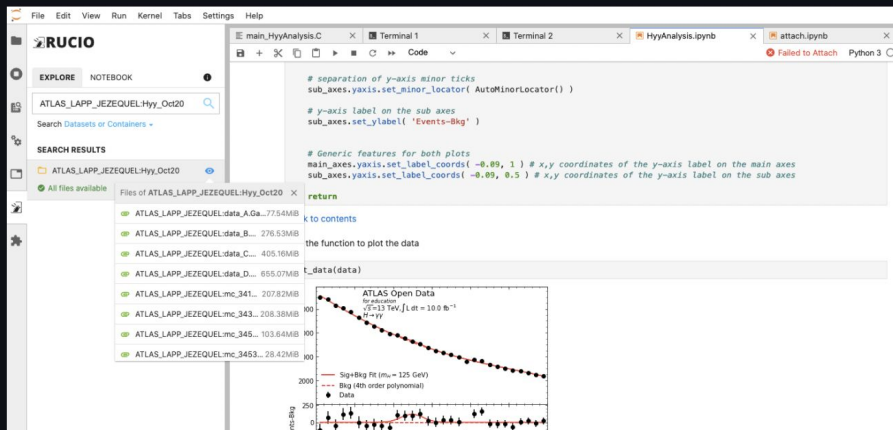 File Edit View Run Kernel Tabs Settings Help
RUCIO
EXPLORE NOTEBOOK
ATLAS_LAPP_JEZEQUEL:Hyy_Oct20
Search Datasets or Containers
SEARCH RESULTS
ATLAS_LAPP_JEZEQUEL:Hyy_Oct20
All files available
Files of ATLAS_LAPP_JEZEQUEL:Hyy_Oct20 ×
ATLAS_LAPP_JEZEQUEL:data_A.Ga...77.54MiB
ATLAS_LAPP_JEZEQUEL:data_B.... 276.53MiB
ATLAS_LAPP_JEZEQUEL:data_C.... 405.16MiB
ATLAS_LAPP_JEZEQUEL:data_D.... 655.07MiB
ATLAS_LAPP_JEZEQUEL:mc_341... 207.82MiB
ATLAS_LAPP_JEZEQUEL:mc_343... 208.38MiB
ATLAS_LAPP_JEZEQUEL:mc_345... 103.64MiB
ATLAS_LAPP_JEZEQUEL:mc_3453... 28.42MiB
main_HyyAnalysis.C × Terminal 1 × Terminal 2 × HyyAnalysis.ipynb × attach.ipynb ×
Code Failed to Attach Python 3
# separation of y-axis minor ticks
sub_axes.yaxis.set_minor_locator( AutoMinorLocator() )
# y-axis label on the sub axes
sub_axes.set_ylabel( 'Events-Bkg' )
# Generic features for both plots
main_axes.yaxis.set_label_coords( -0.09, 1 ) # x,y coordinates of the y-axis label on the main axes
sub_axes.yaxis.set_label_coords( -0.09, 0.5 ) # x,y coordinates of the y-axis label on the sub axes
return
k to contents
the function to plot the data
t_data(data)
ATLAS Open Data
for education
√s=13 TeV,∫L dt = 10.0 fb⁻¹
H→γγ
000
000
000
Sig+Bkg Fit (mH = 125 GeV)
2000
Bkg (4th order polynomial)
Data
250
0
nts-Bkg